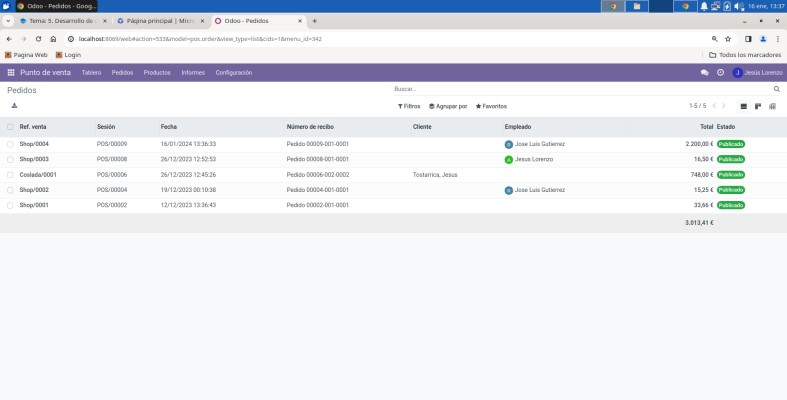 Odoo - Pedidos - Goog...
16 ene, 13:37
Tema: 5. Desarrollo de
Página principal | Micro
Odoo - Pedidos
localhost:8069/web#action=533&model=pos.order&view_type=list&cids=1&menu_id=342
Pagina Web
Login
Todos los marcadores
Punto de venta
Tablero
Pedidos
Productos
Informes
Configuración
J
Jesús Lorenzo
Pedidos
Buscar...
Filtros
Agrupar por
Favoritos
1-5 / 5
Ref. venta Sesión Fecha Número de recibo Cliente Empleado Total Estado
Shop/0004 POS/00009 16/01/2024 13:36:33 Pedido 00009-001-0001 Jose Luis Gutierrez 2.200,00 € Publicado
Shop/0003 POS/00008 26/12/2023 12:52:53 Pedido 00008-001-0001 Jesus Lorenzo 16,50 € Publicado
Coslada/0001 POS/00006 26/12/2023 12:45:26 Pedido 00006-002-0002 Tostarrica, Jesus 748,00 € Publicado
Shop/0002 POS/00004 19/12/2023 00:10:38 Pedido 00004-001-0001 Jose Luis Gutierrez 15,25 € Publicado
Shop/0001 POS/00002 12/12/2023 13:36:43 Pedido 00002-001-0001 33,66 € Publicado
3.013,41 €